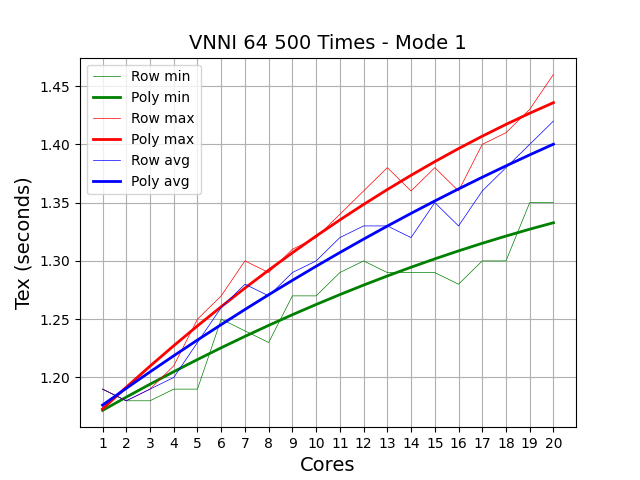 VNNI 64 500 Times - Mode 1
Row min
Poly min
Row max
Poly max
Row avg
Poly avg
1.45
1.40
1.35
1.30
1.25
1.20
Tex (seconds)
1 2 3 4 5 6 7 8 9 10 11 12 13 14 15 16 17 18 19 20
Cores